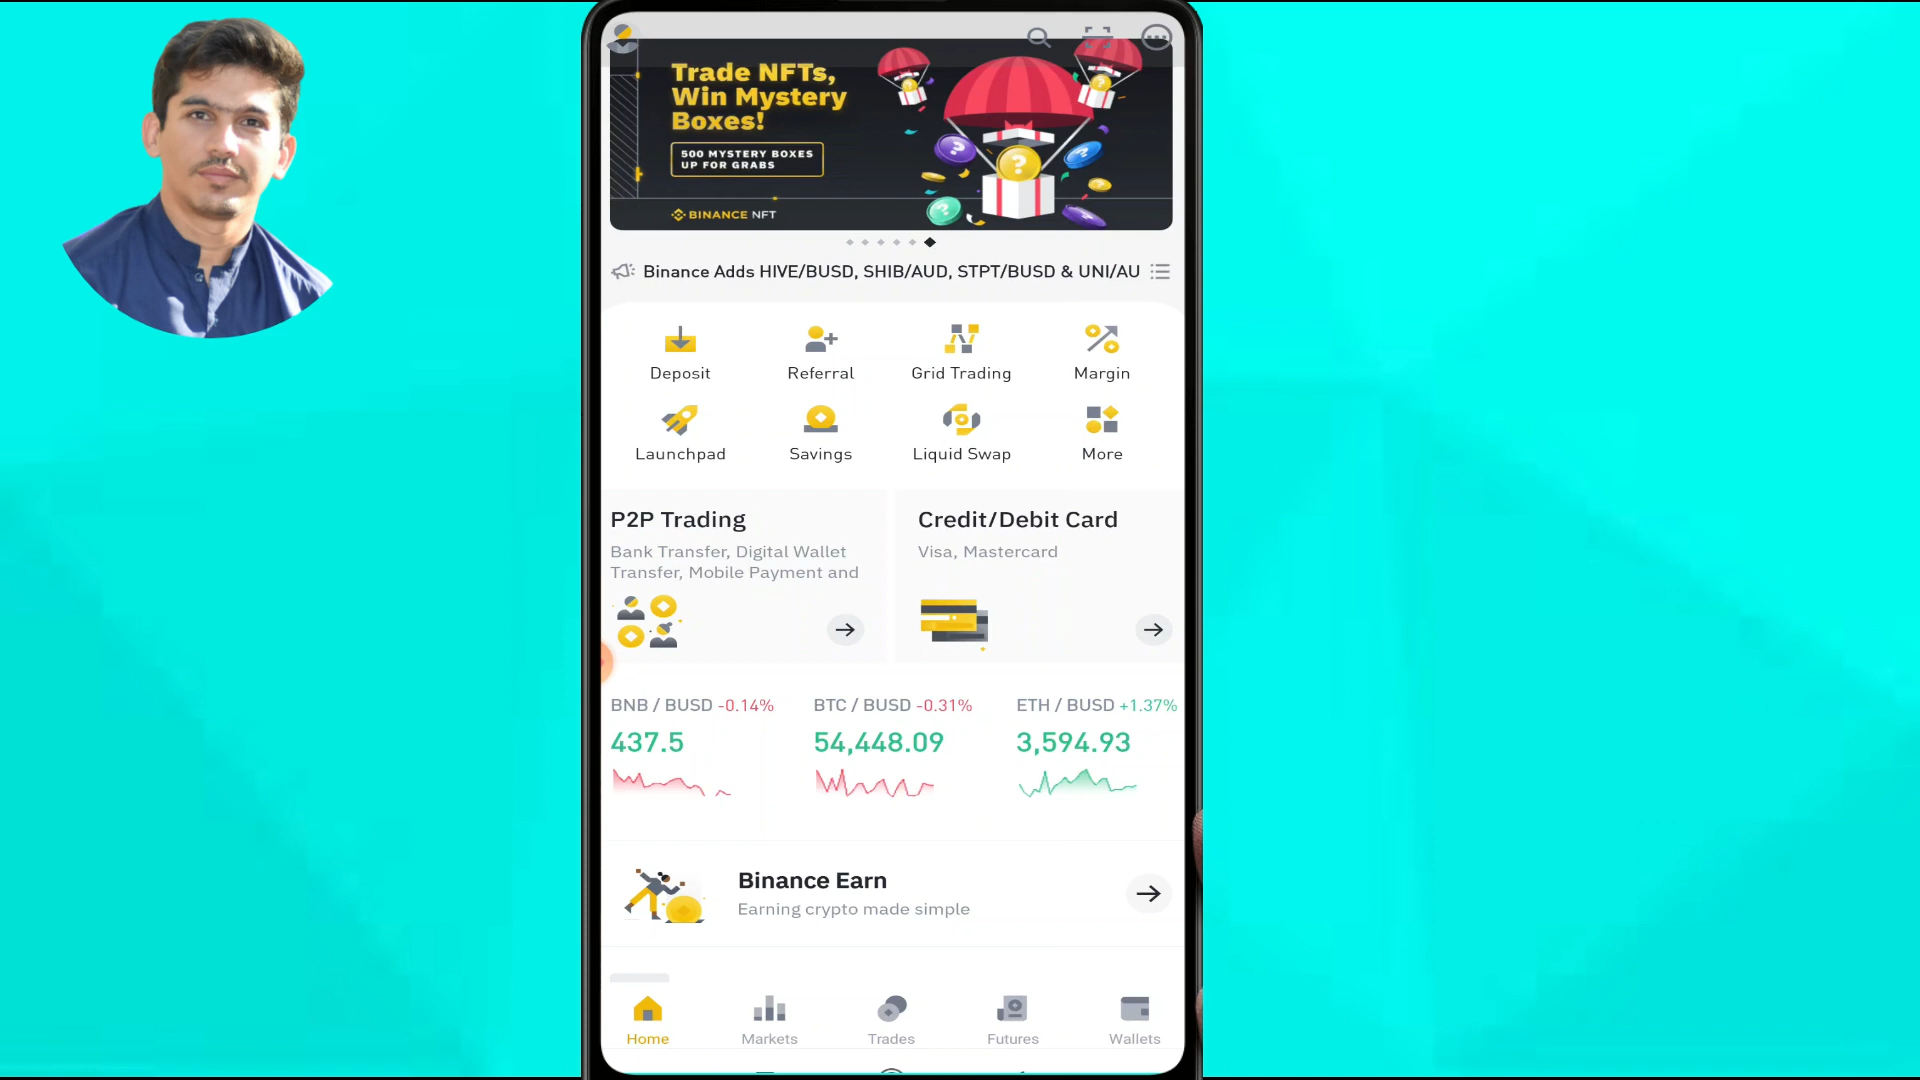 Trade NFTs,
Win Mystery
Boxes!
500 MYSTERY BOXES
UP FOR GRABS
BINANCE NFT
Binance Adds HIVE/BUSD, SHIB/AUD, STPT/BUSD & UNI/AU
Deposit
Referral
Grid Trading
Margin
Launchpad
Savings
Liquid Swap
More
P2P Trading
Bank Transfer, Digital Wallet
Transfer, Mobile Payment and
Credit/Debit Card
Visa, Mastercard
BNB / BUSD -0.14%
437.5
BTC / BUSD -0.31%
54,448.09
ETH / BUSD +1.37%
3,594.93
Binance Earn
Earning crypto made simple
Home
Markets
Trades
Futures
Wallets